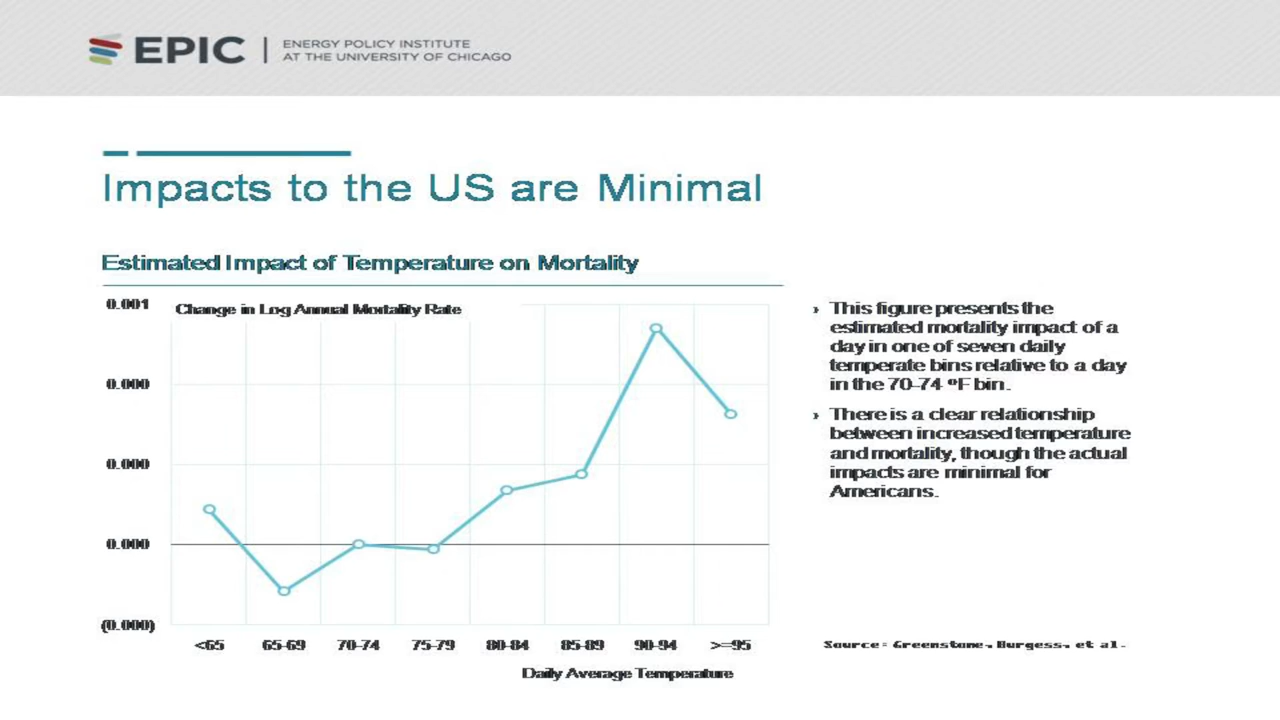 EPIC | ENERGY POLICY INSTITUTE
AT THE UNIVERSITY OF CHICAGO
Impacts to the US are Minimal
Estimated Impact of Temperature on Mortality
Change in Log Annual Mortality Rate
0.001
0.000
0.000
0.000
(0.000)
<65 65-69 70-74 75-79 80-84 85-89 90-94 >=95
Daily Average Temperature
› This figure presents the
estimated mortality impact of a
day in one of seven daily
temperate bins relative to a day
in the 70-74 °F bin.
› There is a clear relationship
between increased temperature
and mortality, though the actual
impacts are minimal for
Americans.
Source: Greenstone, Burgess, et al.